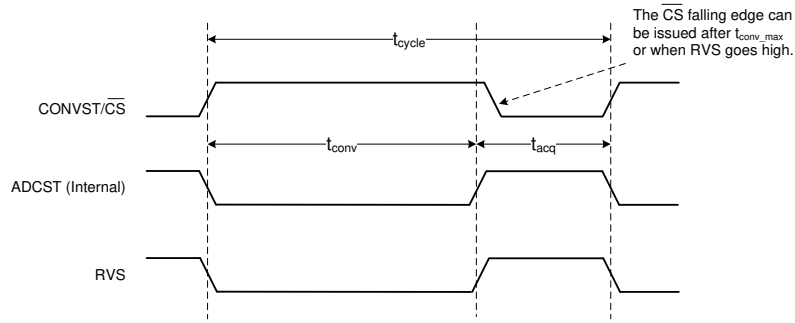 The CS falling edge can
be issued after tconv_max
or when RVS goes high.
tcycle
CONVST/CS
tconv
tacq
ADCST (Internal)
RVS